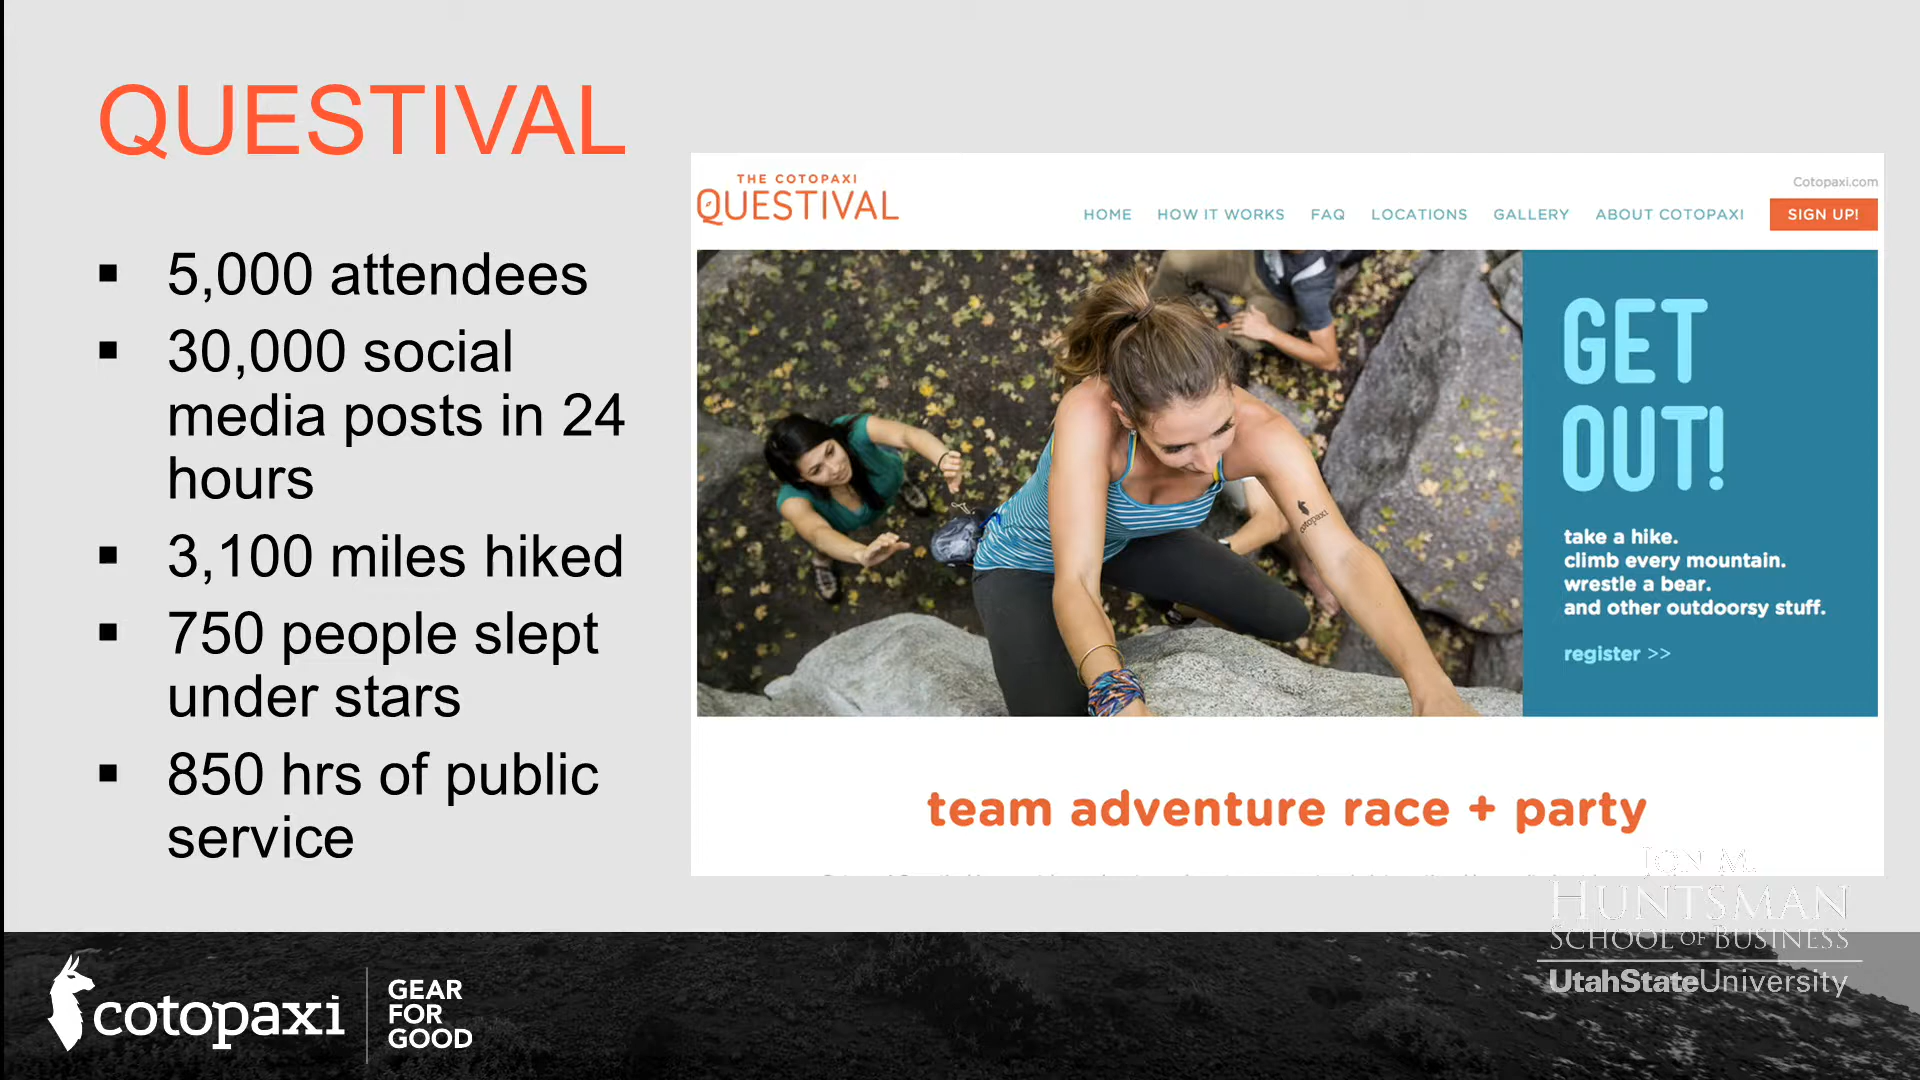 QUESTIVAL
5,000 attendees
30,000 social
media posts in 24
hours
3,100 miles hiked
750 people slept
under stars
850 hrs of public
service
THE COTOPAXI
QUESTIVAL
Cotopaxi.com
HOME HOW IT WORKS FAQ LOCATIONS GALLERY ABOUT COTOPAXI SIGN UP!
cotopaxi
GET
OUT!
take a hike.
climb every mountain.
wrestle a bear.
and other outdoorsy stuff.
register >>
team adventure race + party
cotopaxi
GEAR
FOR
GOOD
JON M.
HUNTSMAN
SCHOOL OF BUSINESS
UtahStateUniversity